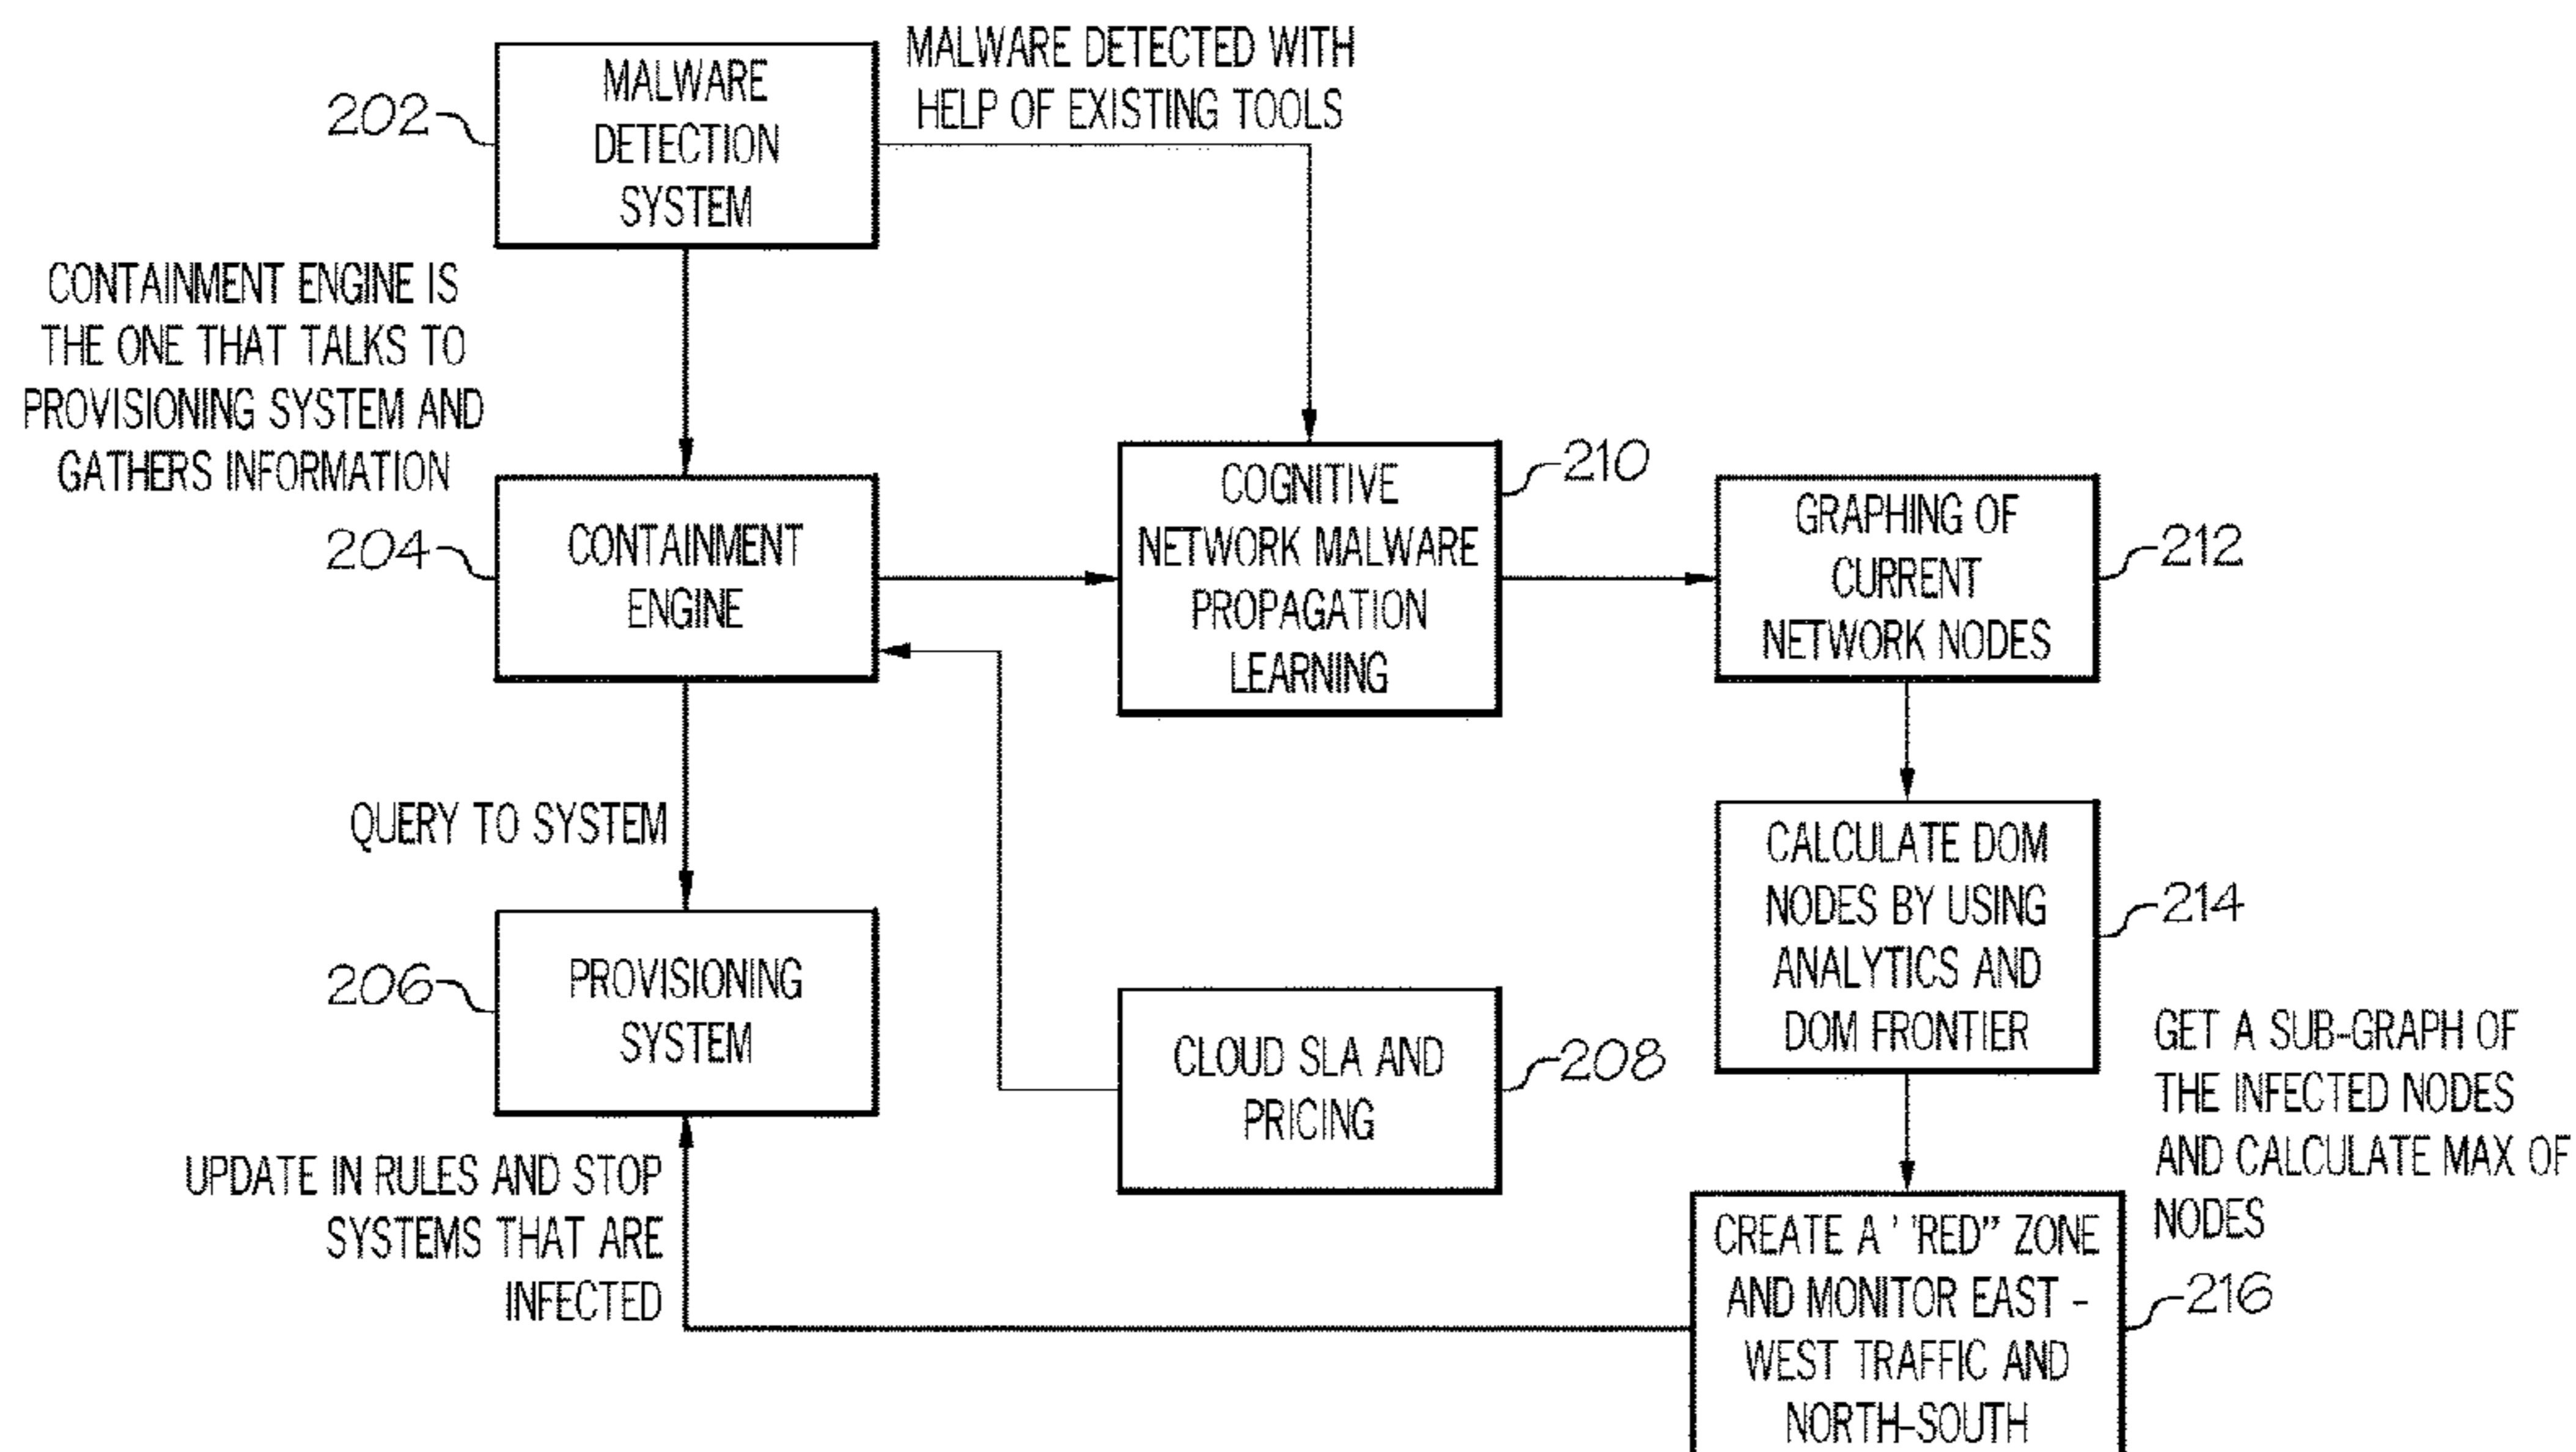 MALWARE
DETECTION
SYSTEM
202
MALWARE DETECTED WITH
HELP OF EXISTING TOOLS
CONTAINMENT ENGINE IS
THE ONE THAT TALKS TO
PROVISIONING SYSTEM AND
GATHERS INFORMATION
CONTAINMENT
ENGINE
204
COGNITIVE
NETWORK MALWARE
PROPAGATION
LEARNING
210
GRAPHING OF
CURRENT
NETWORK NODES
212
QUERY TO SYSTEM
PROVISIONING
SYSTEM
206
CLOUD SLA AND
PRICING
208
CALCULATE DOM
NODES BY USING
ANALYTICS AND
DOM FRONTIER
214
GET A SUB-GRAPH OF
THE INFECTED NODES
AND CALCULATE MAX OF
NODES
UPDATE IN RULES AND STOP
SYSTEMS THAT ARE
INFECTED
CREATE A ' "RED" ZONE
AND MONITOR EAST -
WEST TRAFFIC AND
NORTH-SOUTH
216